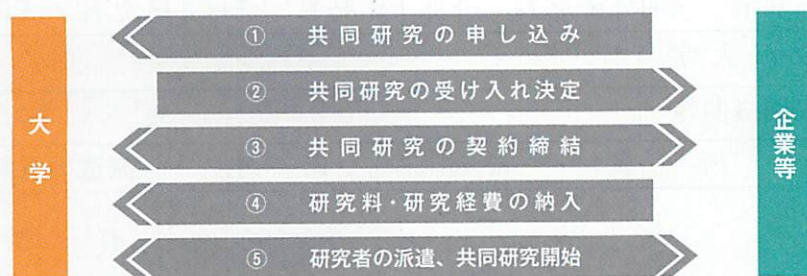 大学
① 共同研究の申し込み
② 共同研究の受け入れ決定
③ 共同研究の契約締結
④ 研究料・研究経費の納入
⑤ 研究者の派遣、共同研究開始
企業等